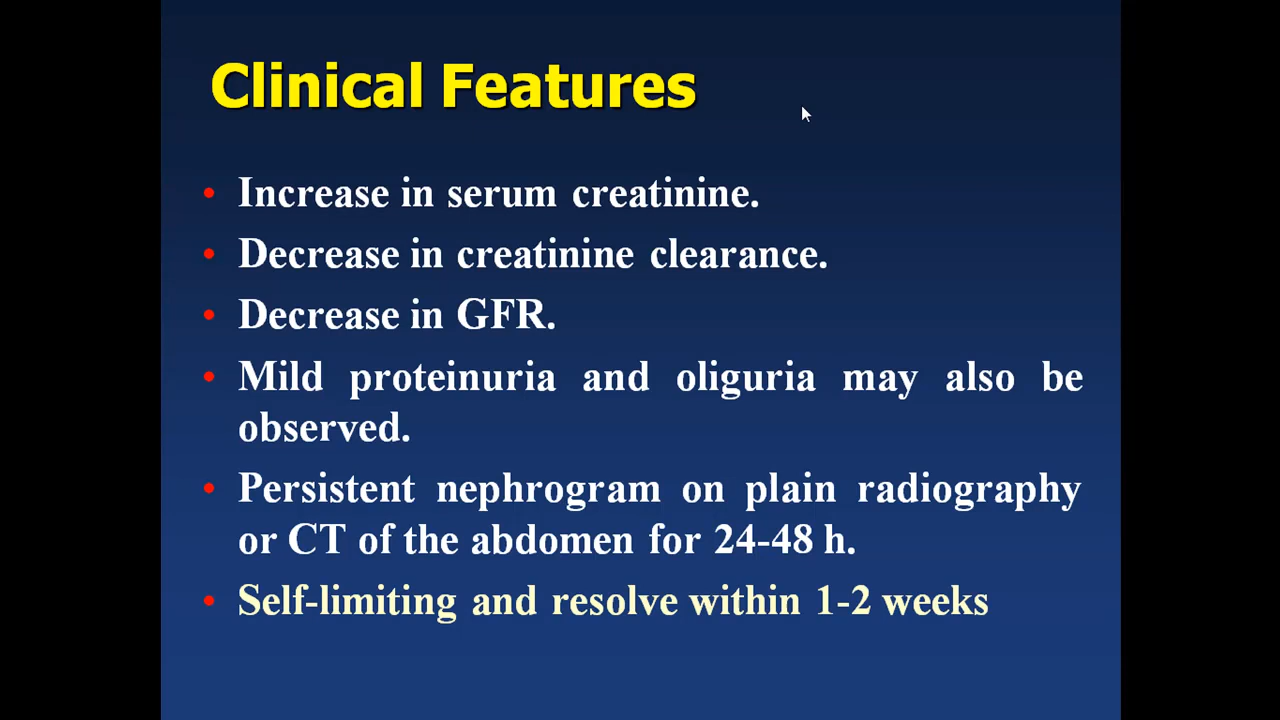 Clinical Features
• Increase in serum creatinine.
• Decrease in creatinine clearance.
• Decrease in GFR.
• Mild proteinuria and oliguria may also be
observed.
• Persistent nephrogram on plain radiography
or CT of the abdomen for 24-48 h.
• Self-limiting and resolve within 1-2 weeks